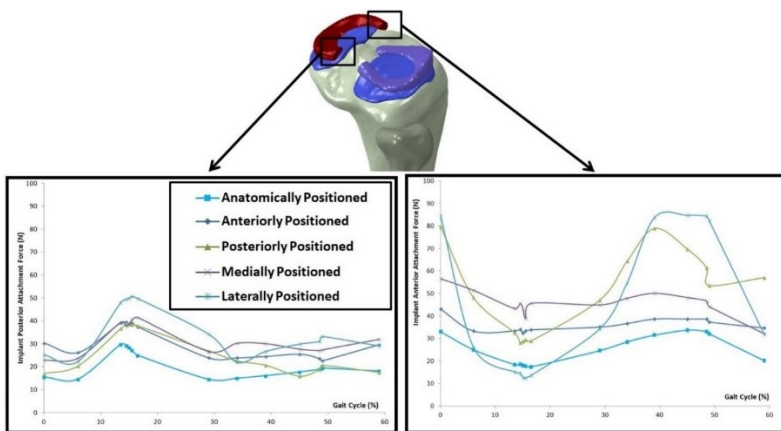 Implant Posterior Attachment Force (N)
100
90
80
70
60
50
40
30
20
10
0
0 10 20 30 40 50 60
Gait Cycle (%)
Anatomically Positioned
Anteriorly Positioned
Posteriorly Positioned
Medially Positioned
Laterally Positioned
Implant Anterior Attachment Force (N)
100
90
80
70
60
50
40
30
20
10
0
0 10 20 30 40 50 60
Gait Cycle (%)